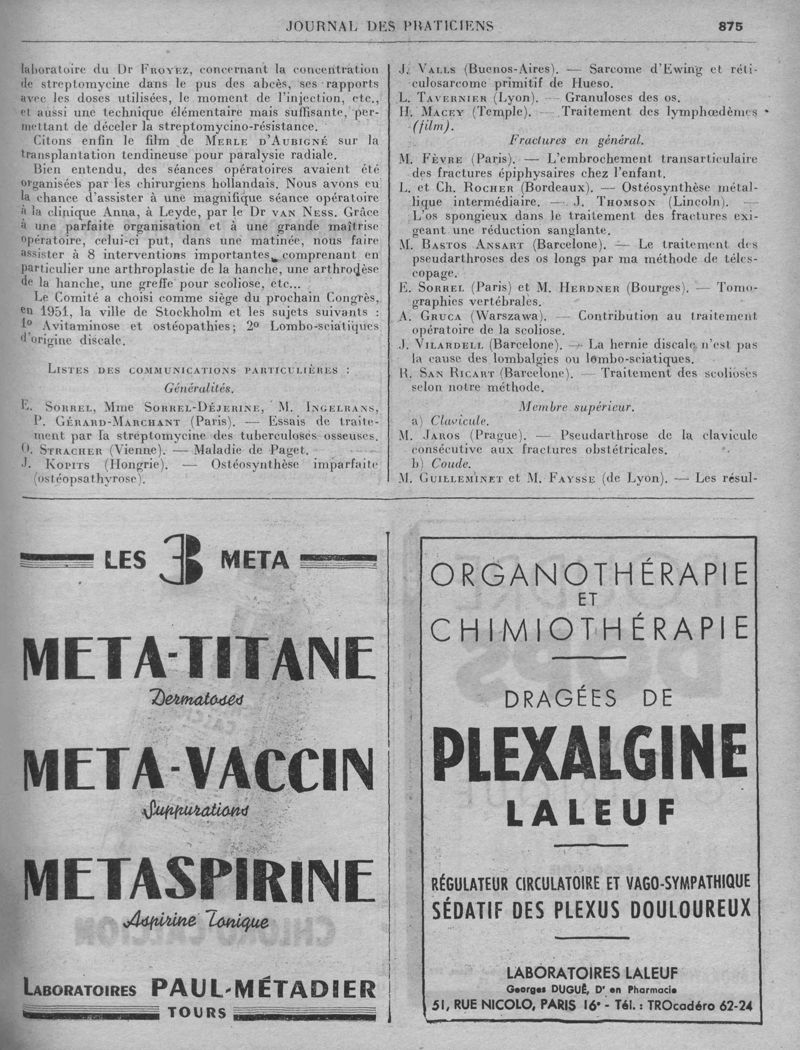 JOURNAL DES PRATICIENS 875
laboratoire du Dr FROYEZ, concernant la concentration
de streptomycine dans le pus des abcès, ses rapports
avec les doses utilisées, le moment de l'injection, etc.,
et aussi une technique élémentaire mais suffisante, per-
mettant de déceler la streptomycino-résistance.
Citons enfin le film de MERLE D'AUBIGNÉ sur la
transplantation tendineuse pour paralysie radiale.
Bien entendu, des séances opératoires avaient été
organisées par les chirurgiens hollandais. Nous avons eu
la chance d'assister à une magnifique séance opératoire
à la clinique Anna, à Leyde, par le Dr VAN NESS. Grâce
à une parfaite organisation et à une grande maîtrise
opératoire, celui-ci put, dans une matinée, nous faire
assister à 8 interventions importantes, comprenant en
particulier une arthroplastie de la hanche, une arthrodèse
de la hanche, une greffe pour scoliose, etc...
Le Comité a choisi comme siège du prochain Congrès,
en 1951, la ville de Stockholm et les sujets suivants :
1º Avitaminose et ostéopathies; 2º Lombo-sciatiques
d'origine discale.
LISTES DES COMMUNICATIONS PARTICULIÈRES :
Généralités.
E. SORREL, Mme SORREL-DÉJERINE, M. INGELRANS,
P. GÉRARD-MARCHANT (Paris). — Essais de traite-
ment par la streptomycine des tuberculoses osseuses.
O. STRACHER (Vienne). — Maladie de Paget.
J. KOPITS (Hongrie). — Ostéosynthèse imparfaite
(ostéopsathyrose).
J. VALLS (Buenos-Aires). — Sarcome d'Ewing et réti-
culosarcome primitif de Hueso.
L. TAVERNIER (Lyon). — Granuloses des os.
H. MACEY (Temple). — Traitement des lymphœdèmes
(film).
Fractures en général.
M. FÈVRE (Paris). — L'embrochement transarticulaire
des fractures épiphysaires chez l'enfant.
L. et Ch. ROCHER (Bordeaux). — Ostéosynthèse métal-
lique intermédiaire. — J. THOMSON (Lincoln). —
L'os spongieux dans le traitement des fractures exi-
geant une réduction sanglante.
M. BASTOS ANSART (Barcelone). — Le traitement des
pseudarthroses des os longs par ma méthode de téles-
copage.
E. SORREL (Paris) et M. HERDNER (Bourges). — Tomo-
graphies vertébrales.
A. GRUCA (Warszawa). — Contribution au traitement
opératoire de la scoliose.
J. VILARDELL (Barcelone). — La hernie discale n'est pas
la cause des lombalgies ou lombo-sciatiques.
R. SAN RICART (Barcelone). — Traitement des scolioses
selon notre méthode.
Membre supérieur.
a) Clavicule.
M. JAROS (Prague). — Pseudarthrose de la clavicule
consécutive aux fractures obstétricales.
b) Coude.
M. GUILLEMINET et M. FAYSSE (de Lyon). — Les résul-
LES 3 META
META-TITANE
Dermatoses
META-VACCIN
Suppurations
METASPIRINE
Aspirine Tonique
LABORATOIRES PAUL-MÉTADIER
TOURS
ORGANOTHÉRAPIE
ET
CHIMIOTHÉRAPIE
DRAGÉES DE
PLEXALGINE
LALEUF
RÉGULATEUR CIRCULATOIRE ET VAGO-SYMPATHIQUE
SÉDATIF DES PLEXUS DOULOUREUX
LABORATOIRES LALEUF
Georges DUGUÉ, Dr en Pharmacie
51, RUE NICOLO, PARIS 16e - Tél. : TROcadéro 62-24